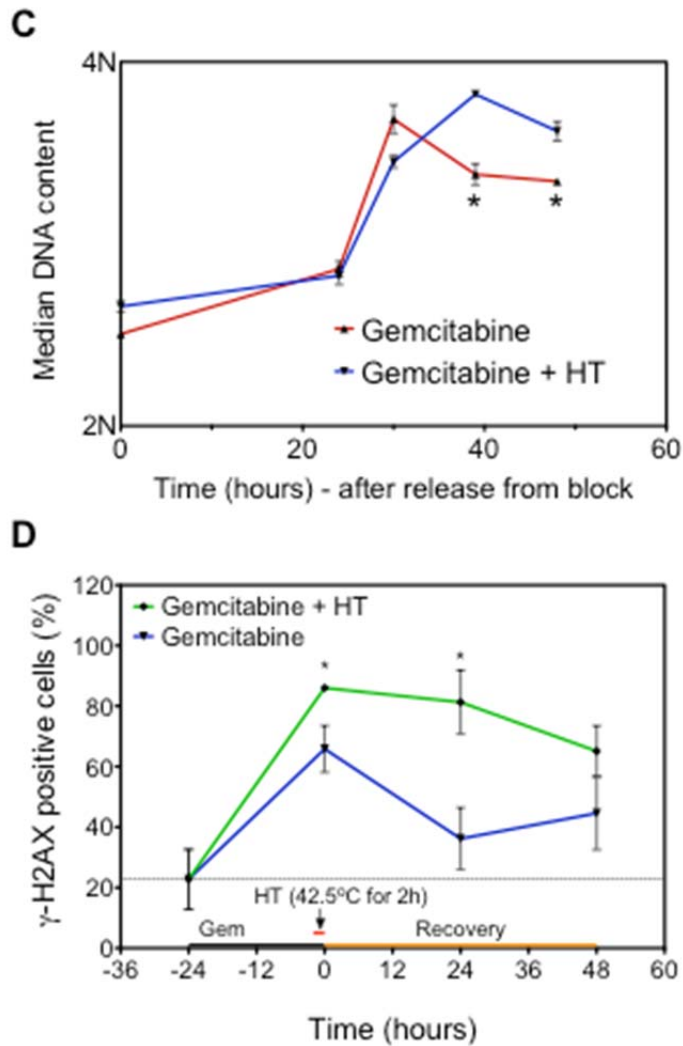 C
4N
Median DNA content
*
*
Gemcitabine
Gemcitabine + HT
2N
0
20
40
60
Time (hours) - after release from block
D
120
Gemcitabine + HT
Gemcitabine
100
*
*
80
γ-H2AX positive cells (%)
60
40
20
HT (42.5ºC for 2h)
Gem
Recovery
0
-36
-24
-12
0
12
24
36
48
60
Time (hours)